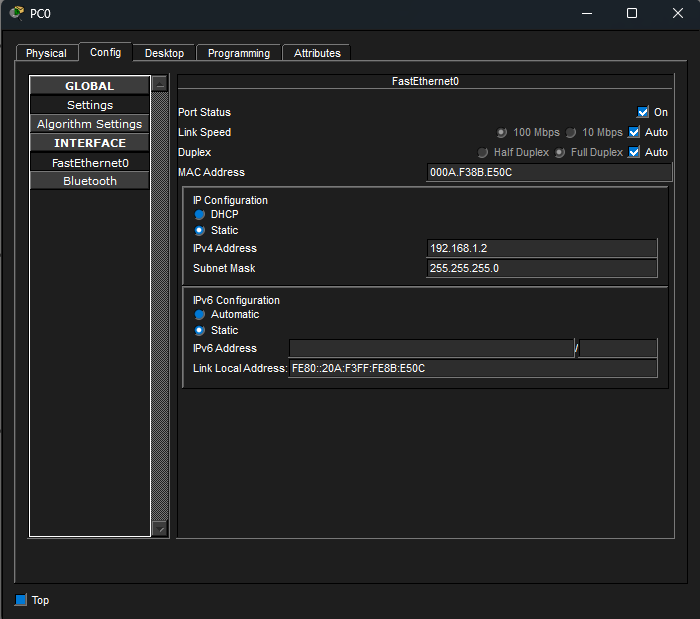 PC0
Physical Config Desktop Programming Attributes
GLOBAL
Settings
Algorithm Settings
INTERFACE
FastEthernet0
Bluetooth
FastEthernet0
Port Status On
Link Speed 100 Mbps 10 Mbps Auto
Duplex Half Duplex Full Duplex Auto
MAC Address 000A.F38B.E50C
IP Configuration
DHCP
Static
IPv4 Address 192.168.1.2
Subnet Mask 255.255.255.0
IPv6 Configuration
Automatic
Static
IPv6 Address /
Link Local Address: FE80::20A:F3FF:FE8B:E50C
Top